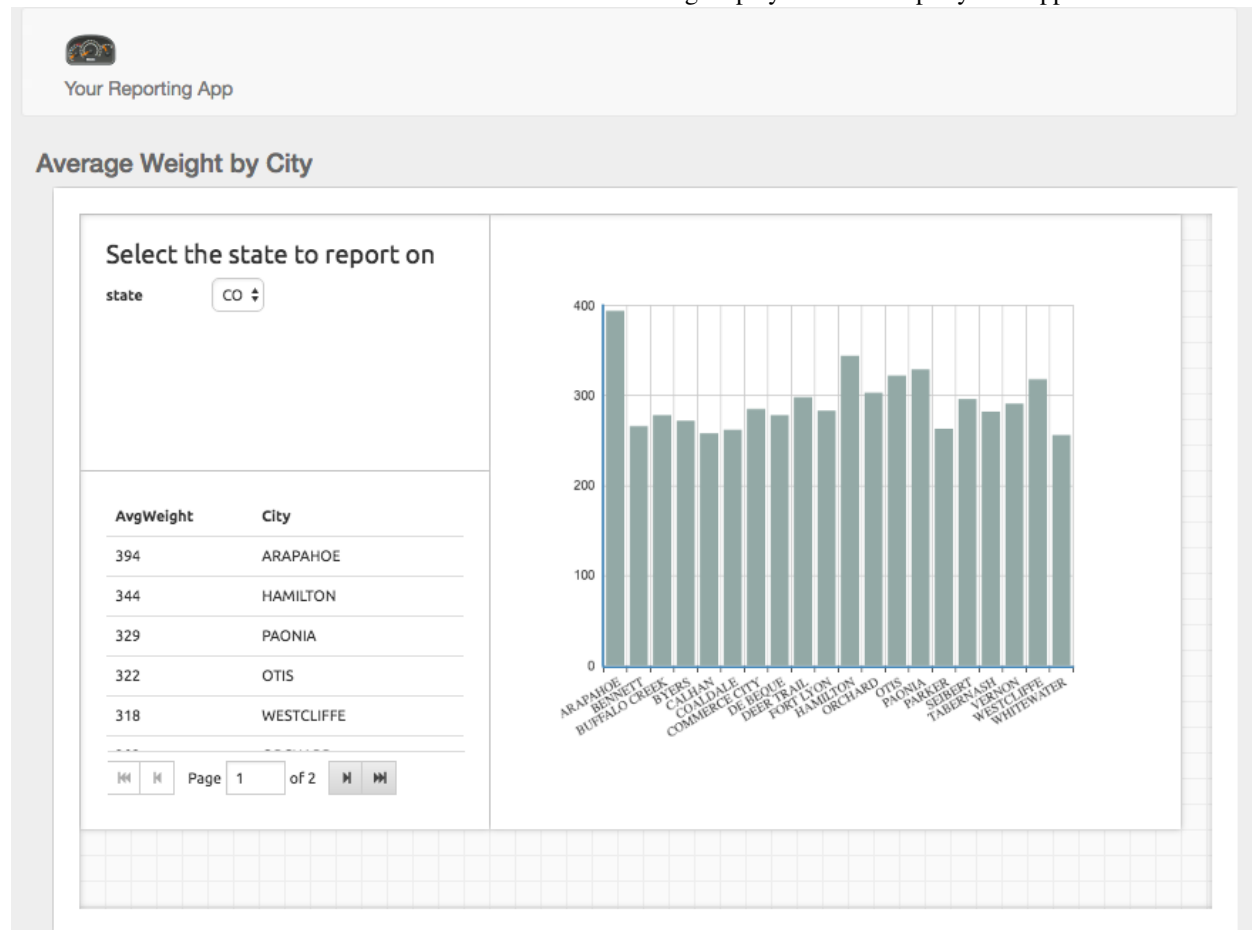 Your Reporting App
Average Weight by City
Select the state to report on
state CO
AvgWeight City
394 ARAPAHOE
344 HAMILTON
329 PAONIA
322 OTIS
318 WESTCLIFFE
Page 1 of 2
400
300
200
100
0
ARAPAHOE
BENNETT
BUFFALO CREEK
BYERS
CALHAN
COALDALE
COMMERCE CITY
DE BEQUE
DEER TRAIL
FORT LYON
HAMILTON
ORCHARD
OTIS
PAONIA
PARKER
SEIBERT
TABERNASH
VERNON
WESTCLIFFE
WHITEWATER